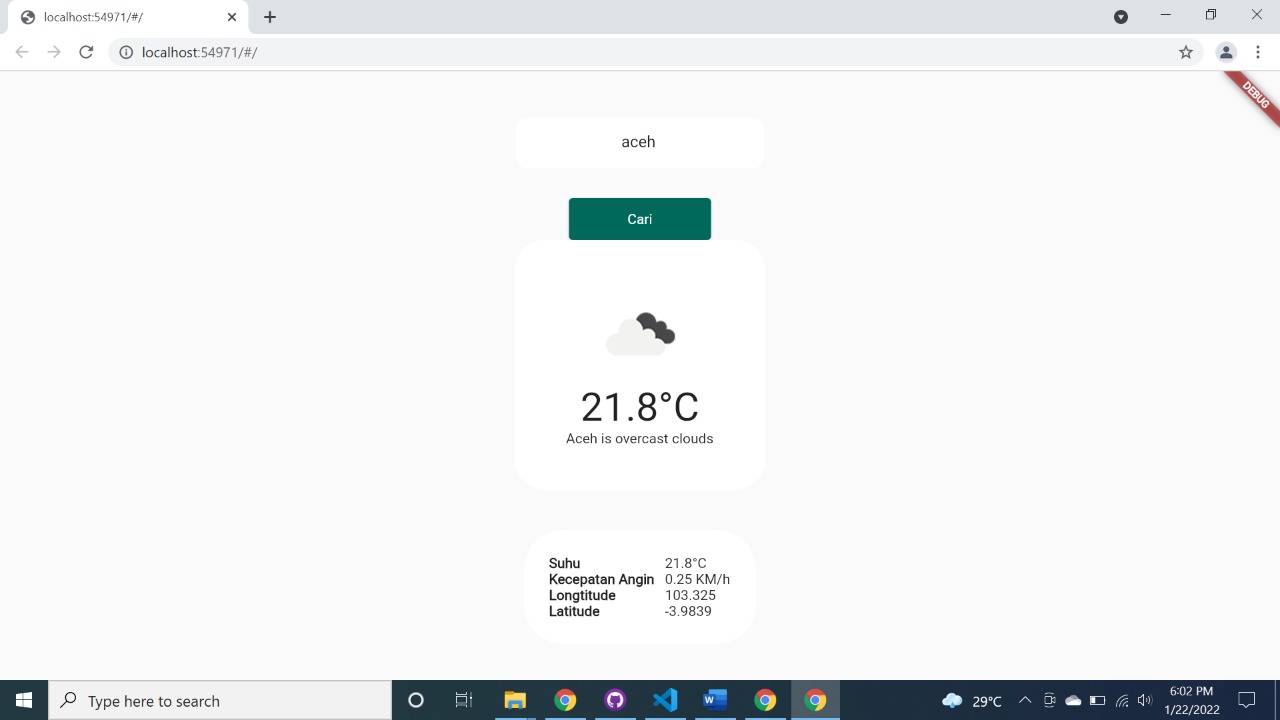 localhost:54971/#/
localhost:54971/#/
DEBUG
aceh
Cari
21.8°C
Aceh is overcast clouds
Suhu 21.8°C
Kecepatan Angin 0.25 KM/h
Longtitude 103.325
Latitude -3.9839
Type here to search
29°C
6:02 PM
1/22/2022